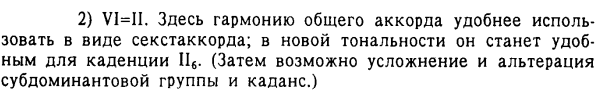 2) VI=II. Здесь гармонию общего аккорда удобнее исполь-
зовать в виде секстаккорда; в новой тональности он станет удоб-
ным для каденции II₆. (Затем возможно усложнение и альтерация
субдоминантовой группы и каданс.)